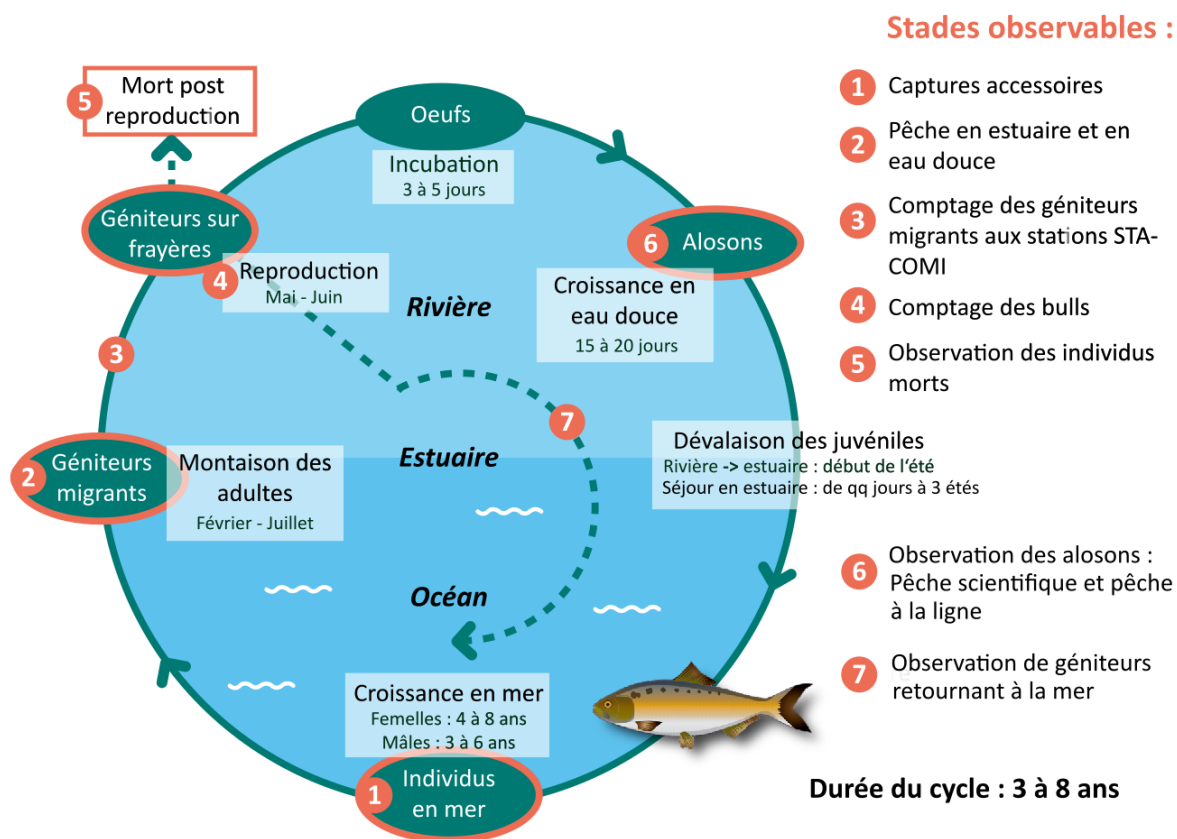 Stades observables :
1 Captures accessoires
2 Pêche en estuaire et en
eau douce
3 Comptage des géniteurs
migrants aux stations STA-
COMI
4 Comptage des bulls
5 Observation des individus
morts
6 Observation des alosons :
Pêche scientifique et pêche
à la ligne
7 Observation de géniteurs
retournant à la mer
Durée du cycle : 3 à 8 ans
5 Mort post
reproduction
Oeufs
Incubation
3 à 5 jours
Géniteurs sur
frayères
4 Reproduction
Mai - Juin
6 Alosons
Croissance en
eau douce
15 à 20 jours
Rivière
3
7
2 Géniteurs
migrants
Montaison des
adultes
Février - Juillet
Estuaire
Dévalaison des juvéniles
Rivière -> estuaire : début de l'été
Séjour en estuaire : de qq jours à 3 étés
Océan
Croissance en mer
Femelles : 4 à 8 ans
Mâles : 3 à 6 ans
1 Individus
en mer